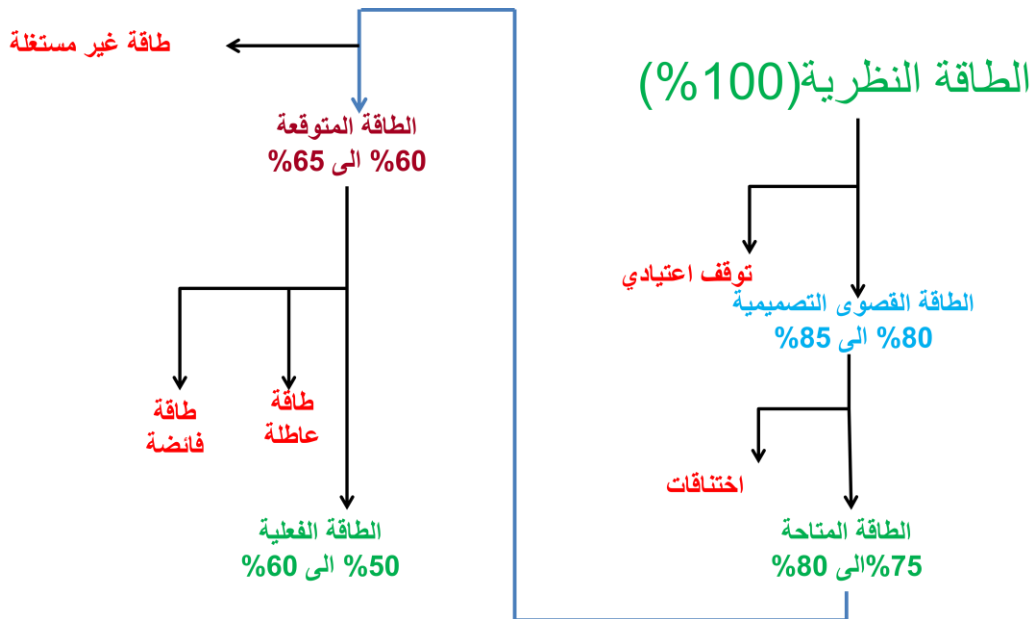 الطاقة النظرية(100%)
توقف اعتيادي
الطاقة القصوى التصميمية
80% الى 85%
اختناقات
الطاقة المتاحة
75%الى 80%
طاقة غير مستغلة
الطاقة المتوقعة
60% الى 65%
طاقة
عاطلة
طاقة
فائضة
الطاقة الفعلية
50% الى 60%